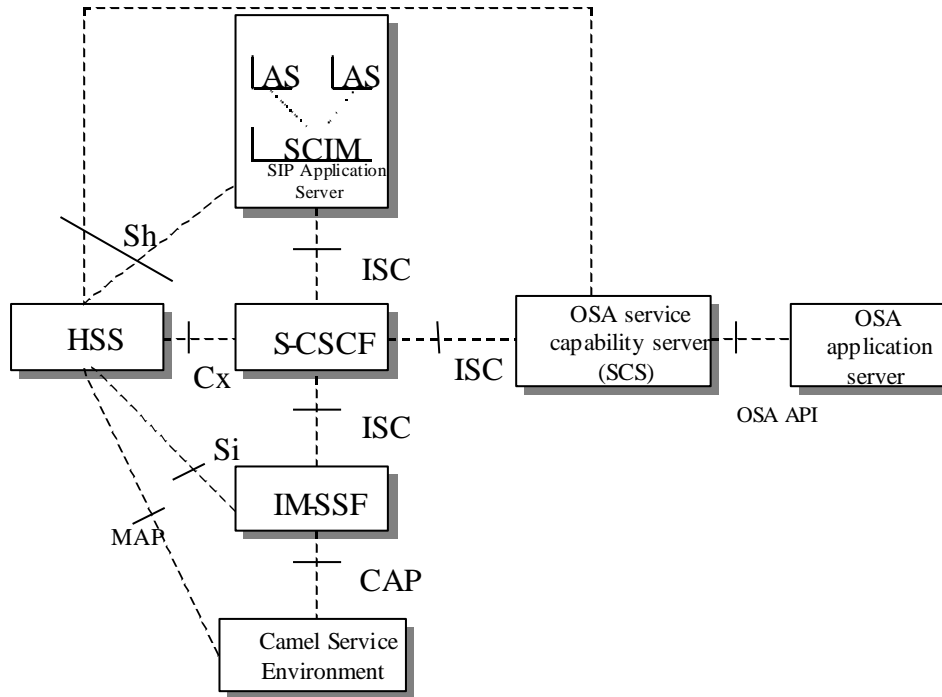 AS AS
SCIM
SIP Application
Server
Sh
ISC
HSS
S-CSCF
OSA service
capability server
(SCS)
OSA
application
server
Cx
ISC
OSA API
ISC
Si
IM-SSF
MAP
CAP
Camel Service
Environment